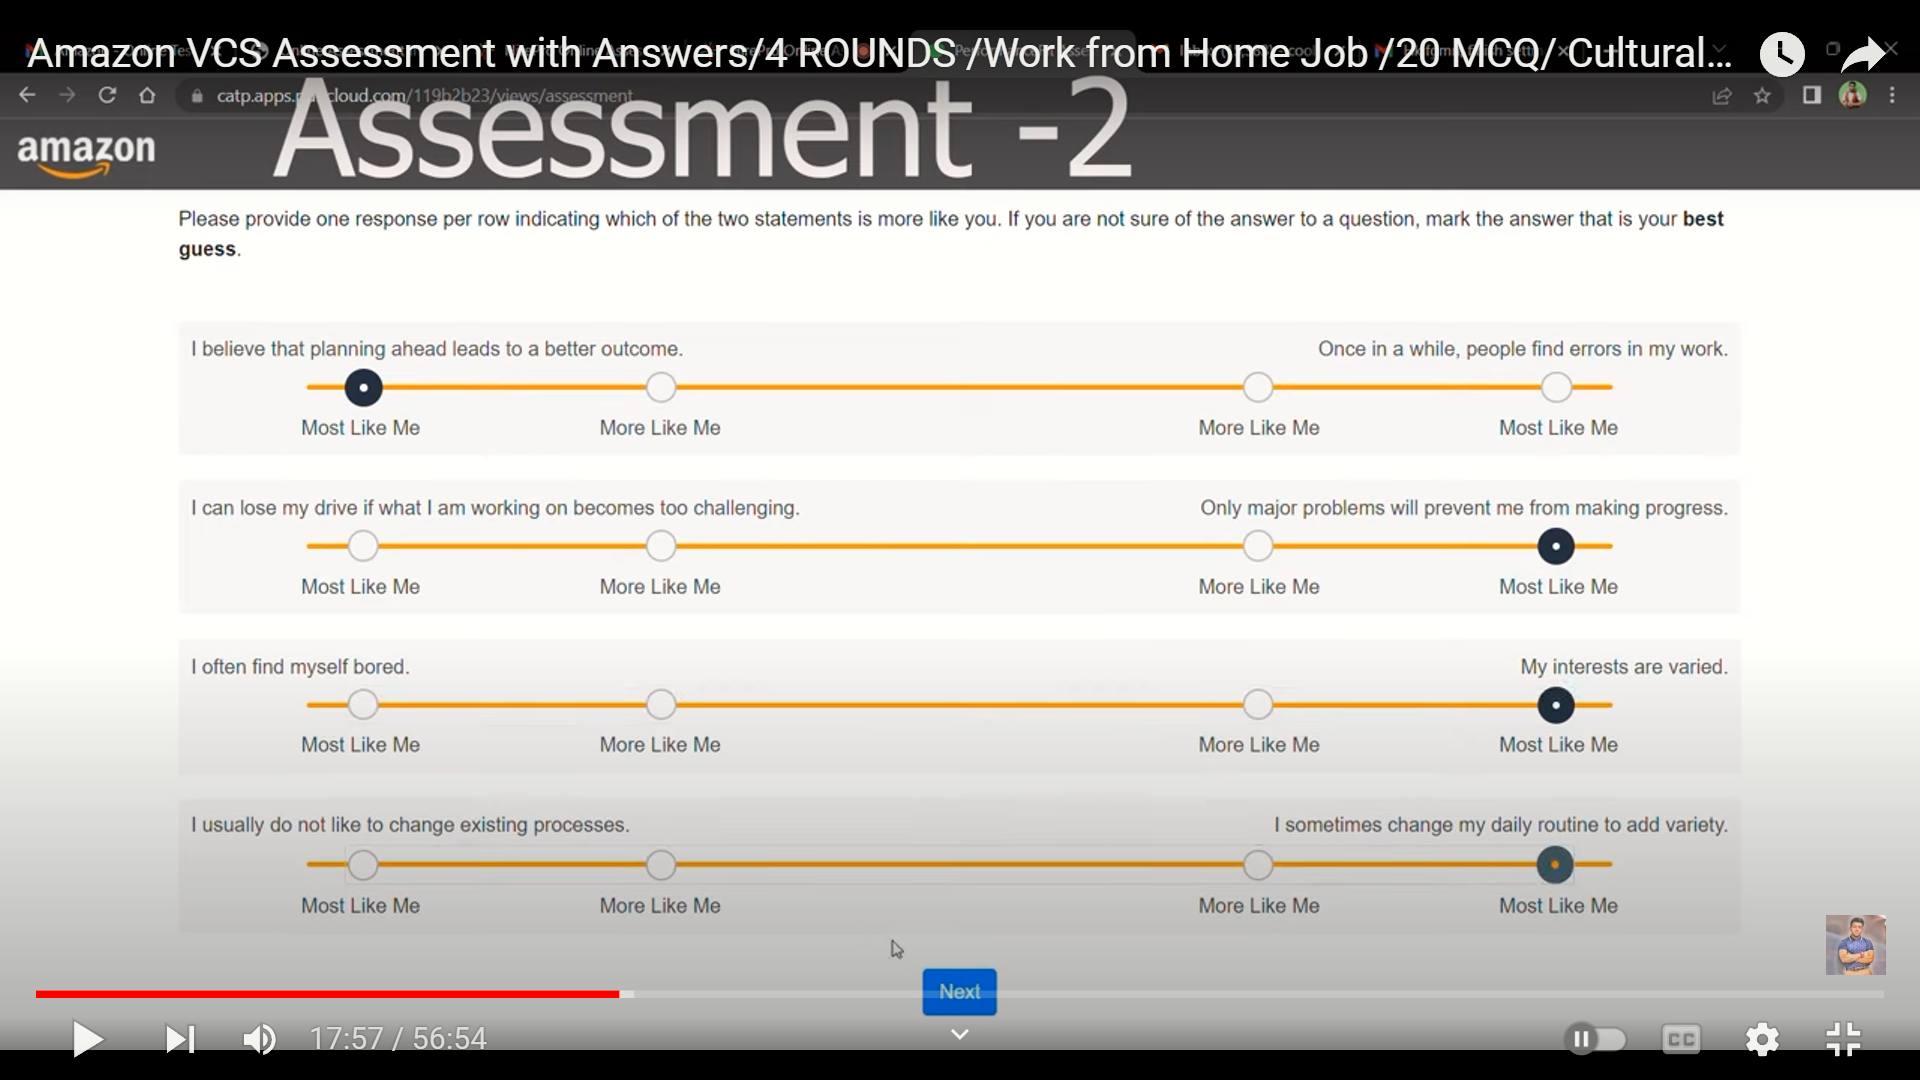 Amazon VCS Assessment with Answers/4 ROUNDS /Work from Home Job /20 MCQ/ Cultural...
catp.apps. cloud.com/119b2b23/views/assessment
amazon
Assessment -2
Please provide one response per row indicating which of the two statements is more like you. If you are not sure of the answer to a question, mark the answer that is your best
guess.
I believe that planning ahead leads to a better outcome. Once in a while, people find errors in my work.
Most Like Me More Like Me More Like Me Most Like Me
I can lose my drive if what I am working on becomes too challenging. Only major problems will prevent me from making progress.
Most Like Me More Like Me More Like Me Most Like Me
I often find myself bored. My interests are varied.
Most Like Me More Like Me More Like Me Most Like Me
I usually do not like to change existing processes. I sometimes change my daily routine to add variety.
Most Like Me More Like Me More Like Me Most Like Me
Next
17:57 / 56:54
CC